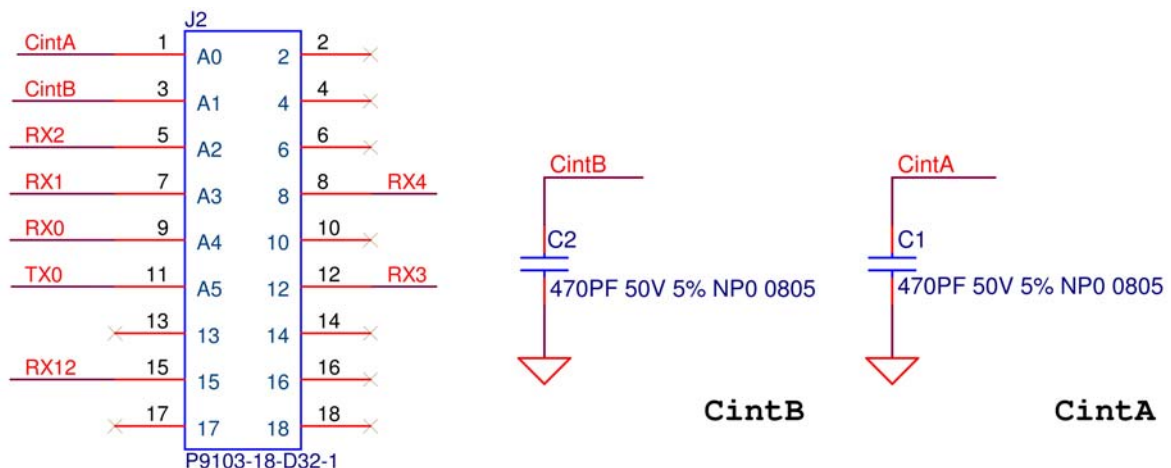 J2
CintA 1 A0 2 2
CintB 3 A1 4 4
RX2 5 A2 6 6
RX1 7 A3 8 8 RX4
RX0 9 A4 10 10
TX0 11 A5 12 12 RX3
13 13 14 14
RX12 15 15 16 16
17 17 18 18
P9103-18-D32-1
CintB
C2
470PF 50V 5% NP0 0805
CintB
CintA
C1
470PF 50V 5% NP0 0805
CintA